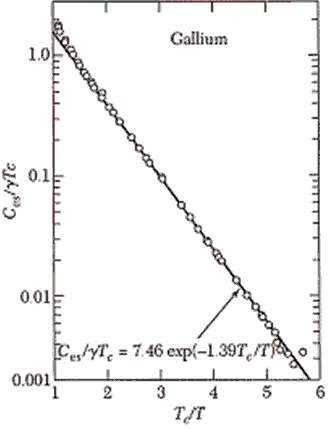 Gallium
1.0
0.1
0.01
0.001
C_es/γTc
C_es/γT_c = 7.46 exp(−1.39T_c/T)
1 2 3 4 5 6
T_c/T